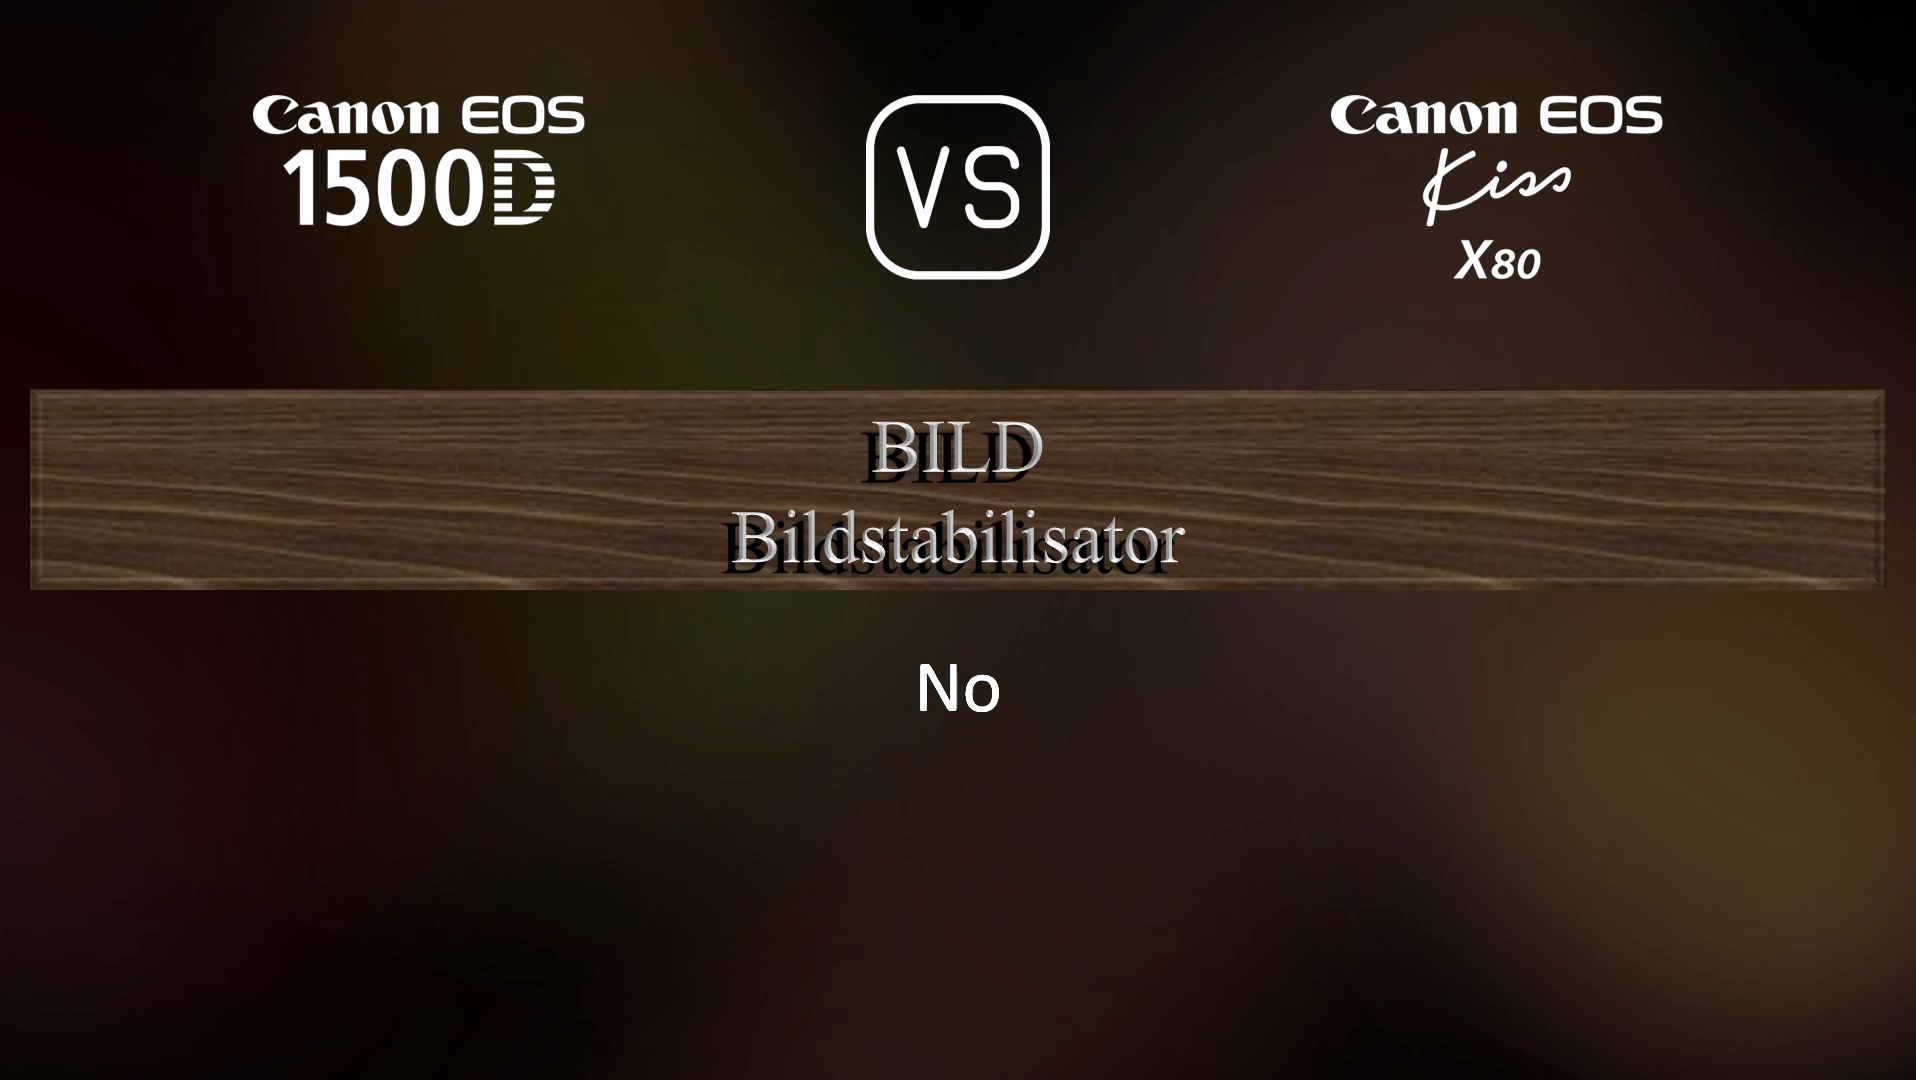 Canon EOS
1500D
VS
Canon EOS
Kiss
X80
BILD
Bildstabilisator
No